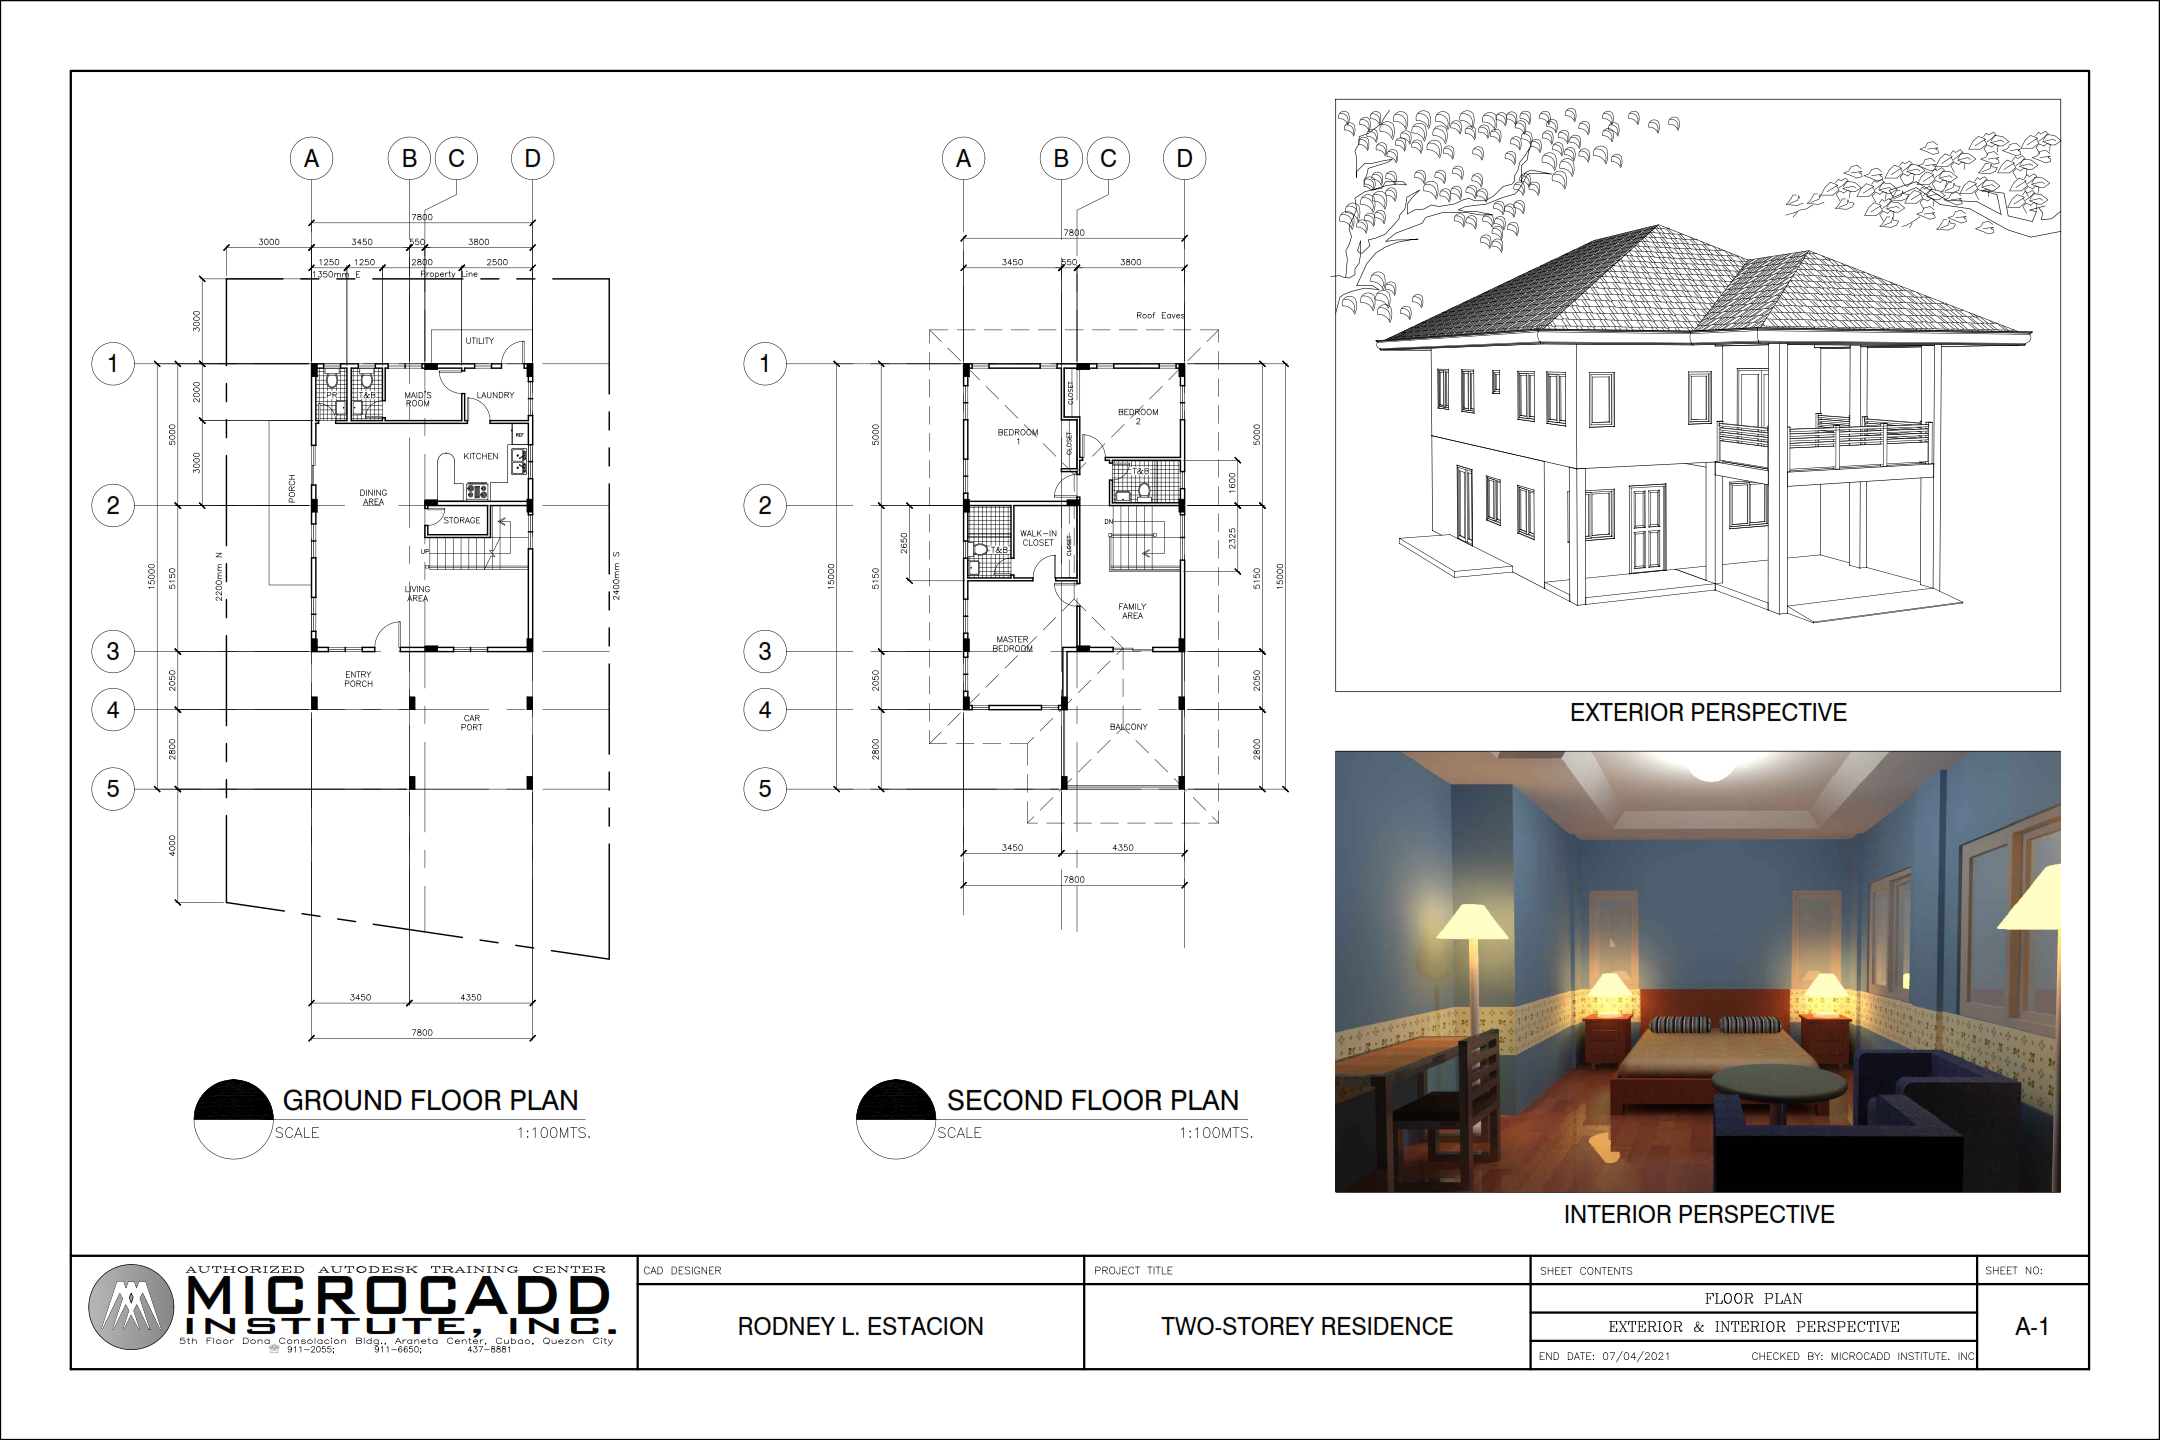 A B C D
7800
3000 3450 550 3800
1250 1250 2800 2500
1350mm E Property Line
3000
UTILITY
1
2000
PR T&B MAID'S ROOM LAUNDRY
5000
REF
KITCHEN
3000
PORCH
DINING
AREA
2
STORAGE
UP
2200mm N
2400mm S
15000
5150
LIVING
AREA
3
ENTRY
PORCH
2050
4
CAR
PORT
2800
5
4000
3450 4350
7800
GROUND FLOOR PLAN
SCALE 1:100MTS.
A B C D
7800
3450 550 3800
Roof Eaves
1
CLOSET
BEDROOM
2
BEDROOM
1
CLOSET
5000
5000
T&B
1600
2
WALK-IN
CLOSET
CLOSET
T&B
DN
2650
2325
15000
5150
5150
15000
FAMILY
AREA
MASTER
BEDROOM
3
2050
2050
4
BALCONY
2800
2800
5
3450 4350
7800
SECOND FLOOR PLAN
SCALE 1:100MTS.
EXTERIOR PERSPECTIVE
INTERIOR PERSPECTIVE
AUTHORIZED AUTODESK TRAINING CENTER
MICROCADD
INSTITUTE, INC.
5th Floor Dona Consolacion Bldg., Araneta Center, Cubao, Quezon City
☏ 911-2055; 911-6650; 437-8881
CAD DESIGNER
RODNEY L. ESTACION
PROJECT TITLE
TWO-STOREY RESIDENCE
SHEET CONTENTS
FLOOR PLAN
EXTERIOR & INTERIOR PERSPECTIVE
END DATE: 07/04/2021 CHECKED BY: MICROCADD INSTITUTE. INC
SHEET NO:
A-1